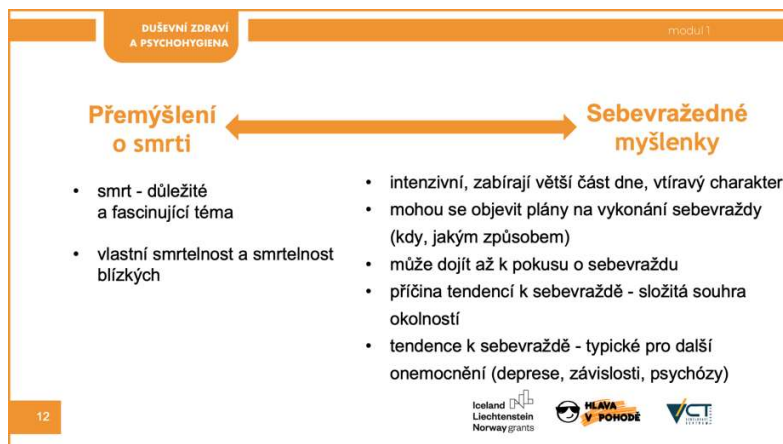 DUŠEVNÍ ZDRAVÍ
A PSYCHOHYGIENA
modul 1
Přemýšlení
o smrti
Sebevražedné
myšlenky
• smrt - důležité
a fascinující téma
• vlastní smrtelnost a smrtelnost
blízkých
• intenzivní, zabírají větší část dne, vtíravý charakter
• mohou se objevit plány na vykonání sebevraždy
(kdy, jakým způsobem)
• může dojít až k pokusu o sebevraždu
• příčina tendencí k sebevraždě - složitá souhra
okolností
• tendence k sebevraždě - typické pro další
onemocnění (deprese, závislosti, psychózy)
12
Iceland
Liechtenstein
Norway grants
HLAVA
V POHODĚ